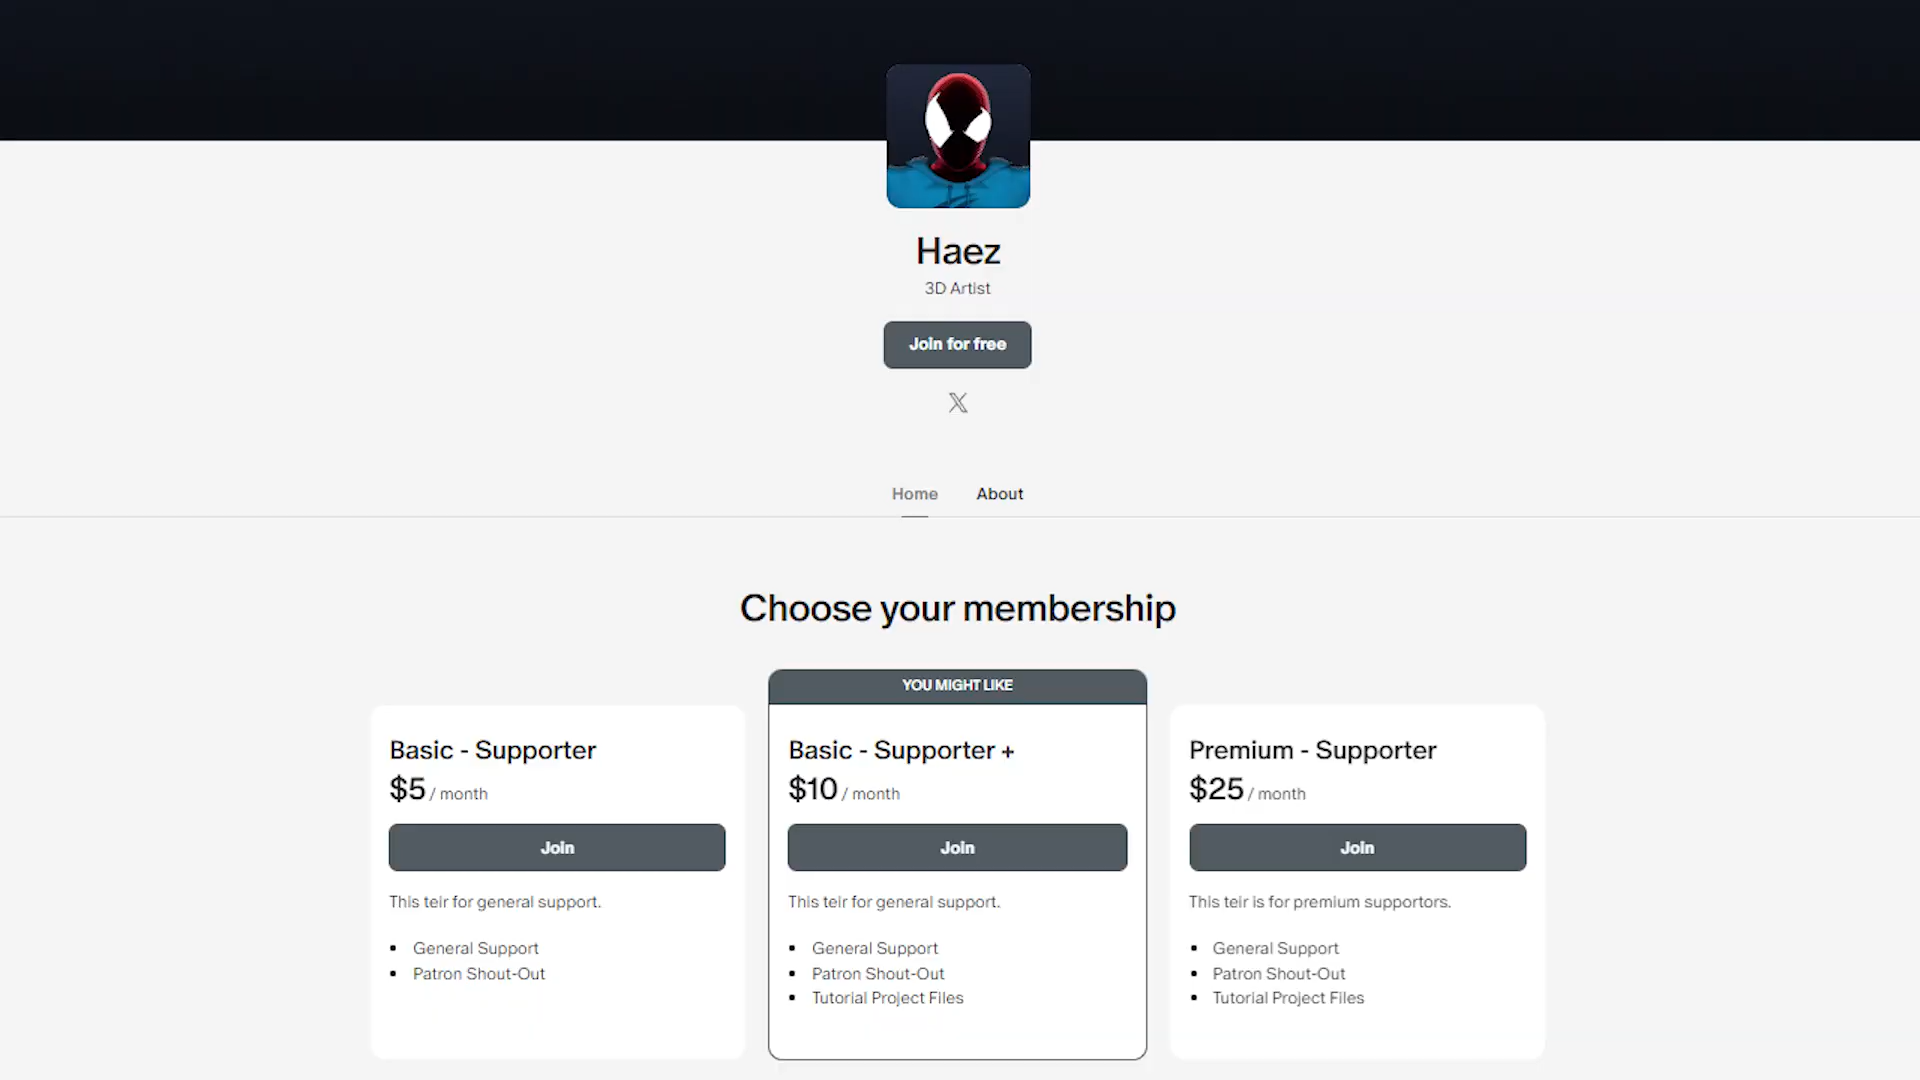 Haez
3D Artist
Join for free
Home About
Choose your membership
YOU MIGHT LIKE
Basic - Supporter
$5 / month
Join
This teir for general support.
• General Support
• Patron Shout-Out
Basic - Supporter +
$10 / month
Join
This teir for general support.
• General Support
• Patron Shout-Out
• Tutorial Project Files
Premium - Supporter
$25 / month
Join
This teir is for premium supportors.
• General Support
• Patron Shout-Out
• Tutorial Project Files